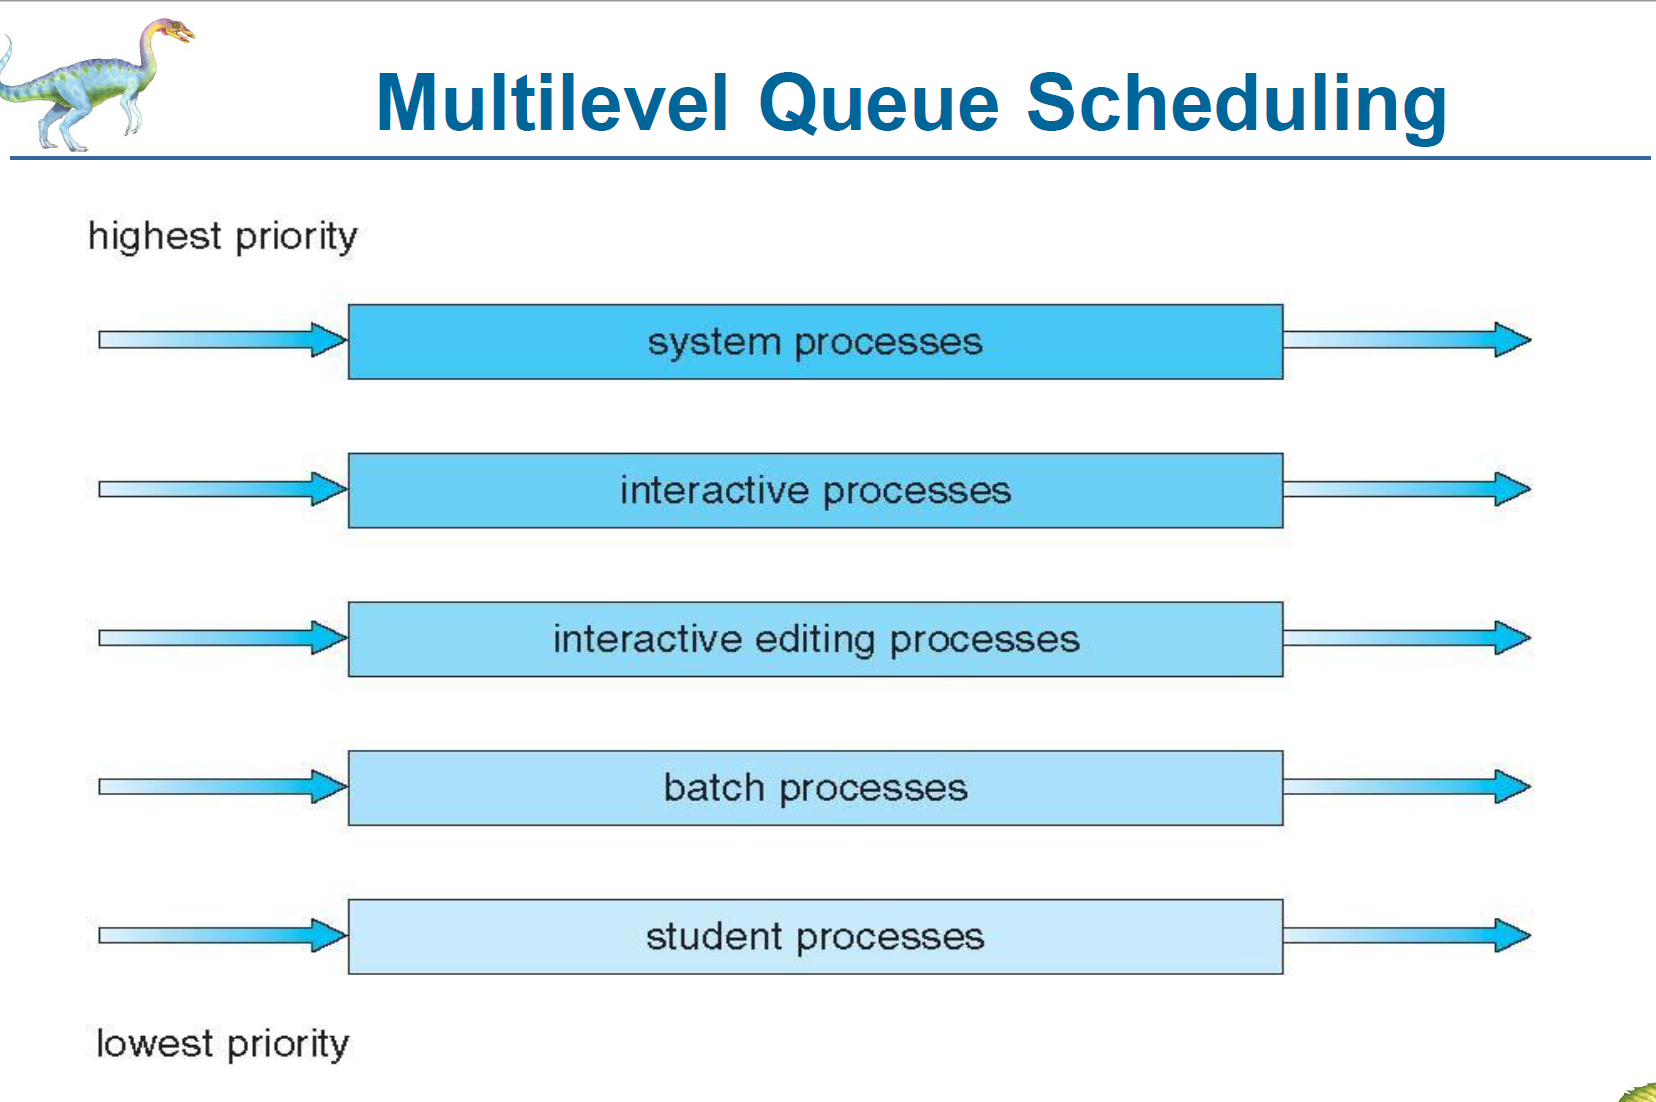 Multilevel Queue Scheduling
highest priority
system processes
interactive processes
interactive editing processes
batch processes
student processes
lowest priority